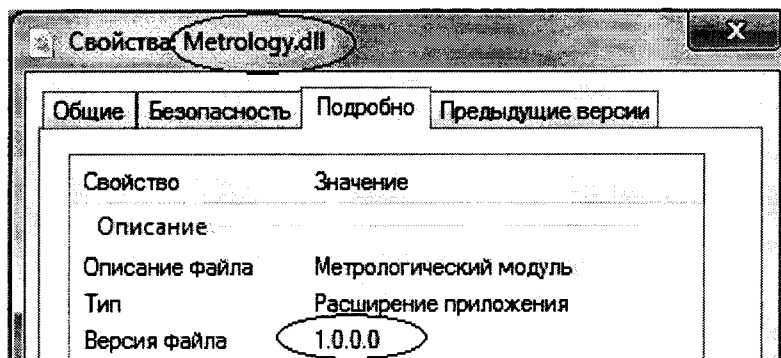 Свойства: Metrology.dll
Общие Безопасность Подробно Предыдущие версии
Свойство Значение
Описание
Описание файла Метрологический модуль
Тип Расширение приложения
Версия файла 1.0.0.0